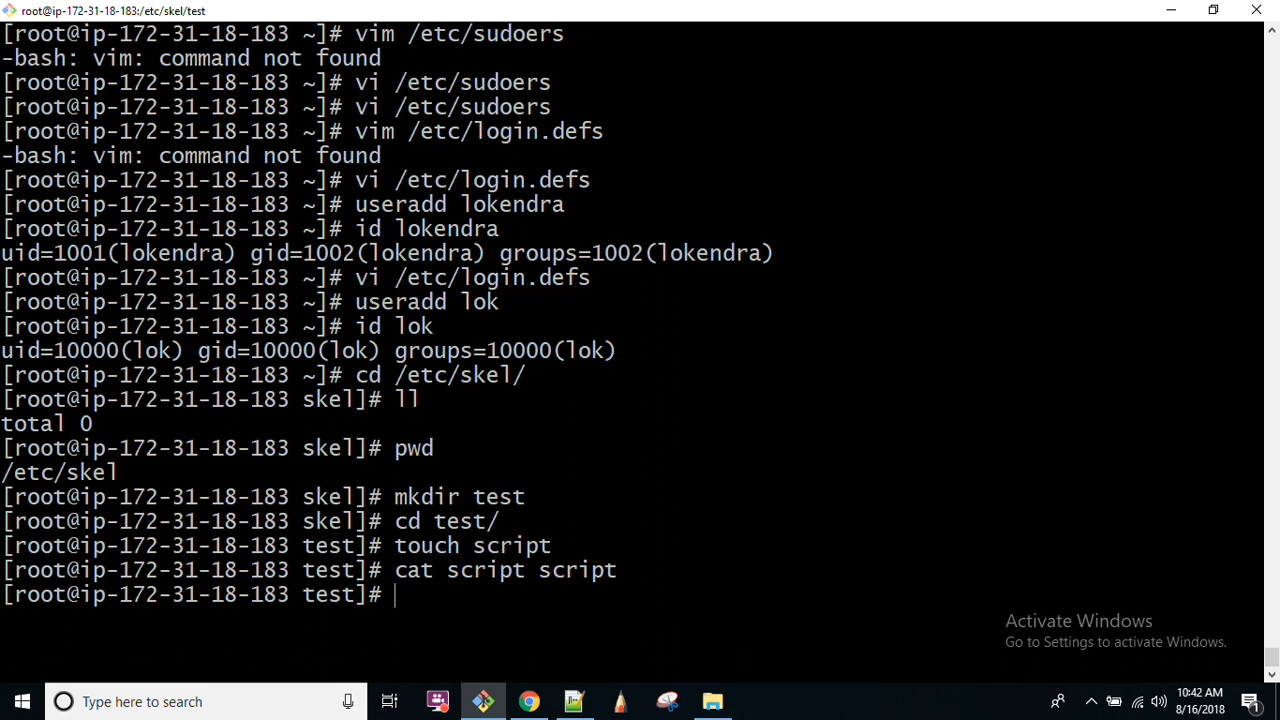 root@ip-172-31-18-183:/etc/skel/test
[root@ip-172-31-18-183 ~]# vim /etc/sudoers
-bash: vim: command not found
[root@ip-172-31-18-183 ~]# vi /etc/sudoers
[root@ip-172-31-18-183 ~]# vi /etc/sudoers
[root@ip-172-31-18-183 ~]# vim /etc/login.defs
-bash: vim: command not found
[root@ip-172-31-18-183 ~]# vi /etc/login.defs
[root@ip-172-31-18-183 ~]# useradd lokendra
[root@ip-172-31-18-183 ~]# id lokendra
uid=1001(lokendra) gid=1002(lokendra) groups=1002(lokendra)
[root@ip-172-31-18-183 ~]# vi /etc/login.defs
[root@ip-172-31-18-183 ~]# useradd lok
[root@ip-172-31-18-183 ~]# id lok
uid=10000(lok) gid=10000(lok) groups=10000(lok)
[root@ip-172-31-18-183 ~]# cd /etc/skel/
[root@ip-172-31-18-183 skel]# ll
total 0
[root@ip-172-31-18-183 skel]# pwd
/etc/skel
[root@ip-172-31-18-183 skel]# mkdir test
[root@ip-172-31-18-183 skel]# cd test/
[root@ip-172-31-18-183 test]# touch script
[root@ip-172-31-18-183 test]# cat script script
[root@ip-172-31-18-183 test]#
Activate Windows
Go to Settings to activate Windows.
Type here to search
10:42 AM
8/16/2018
1